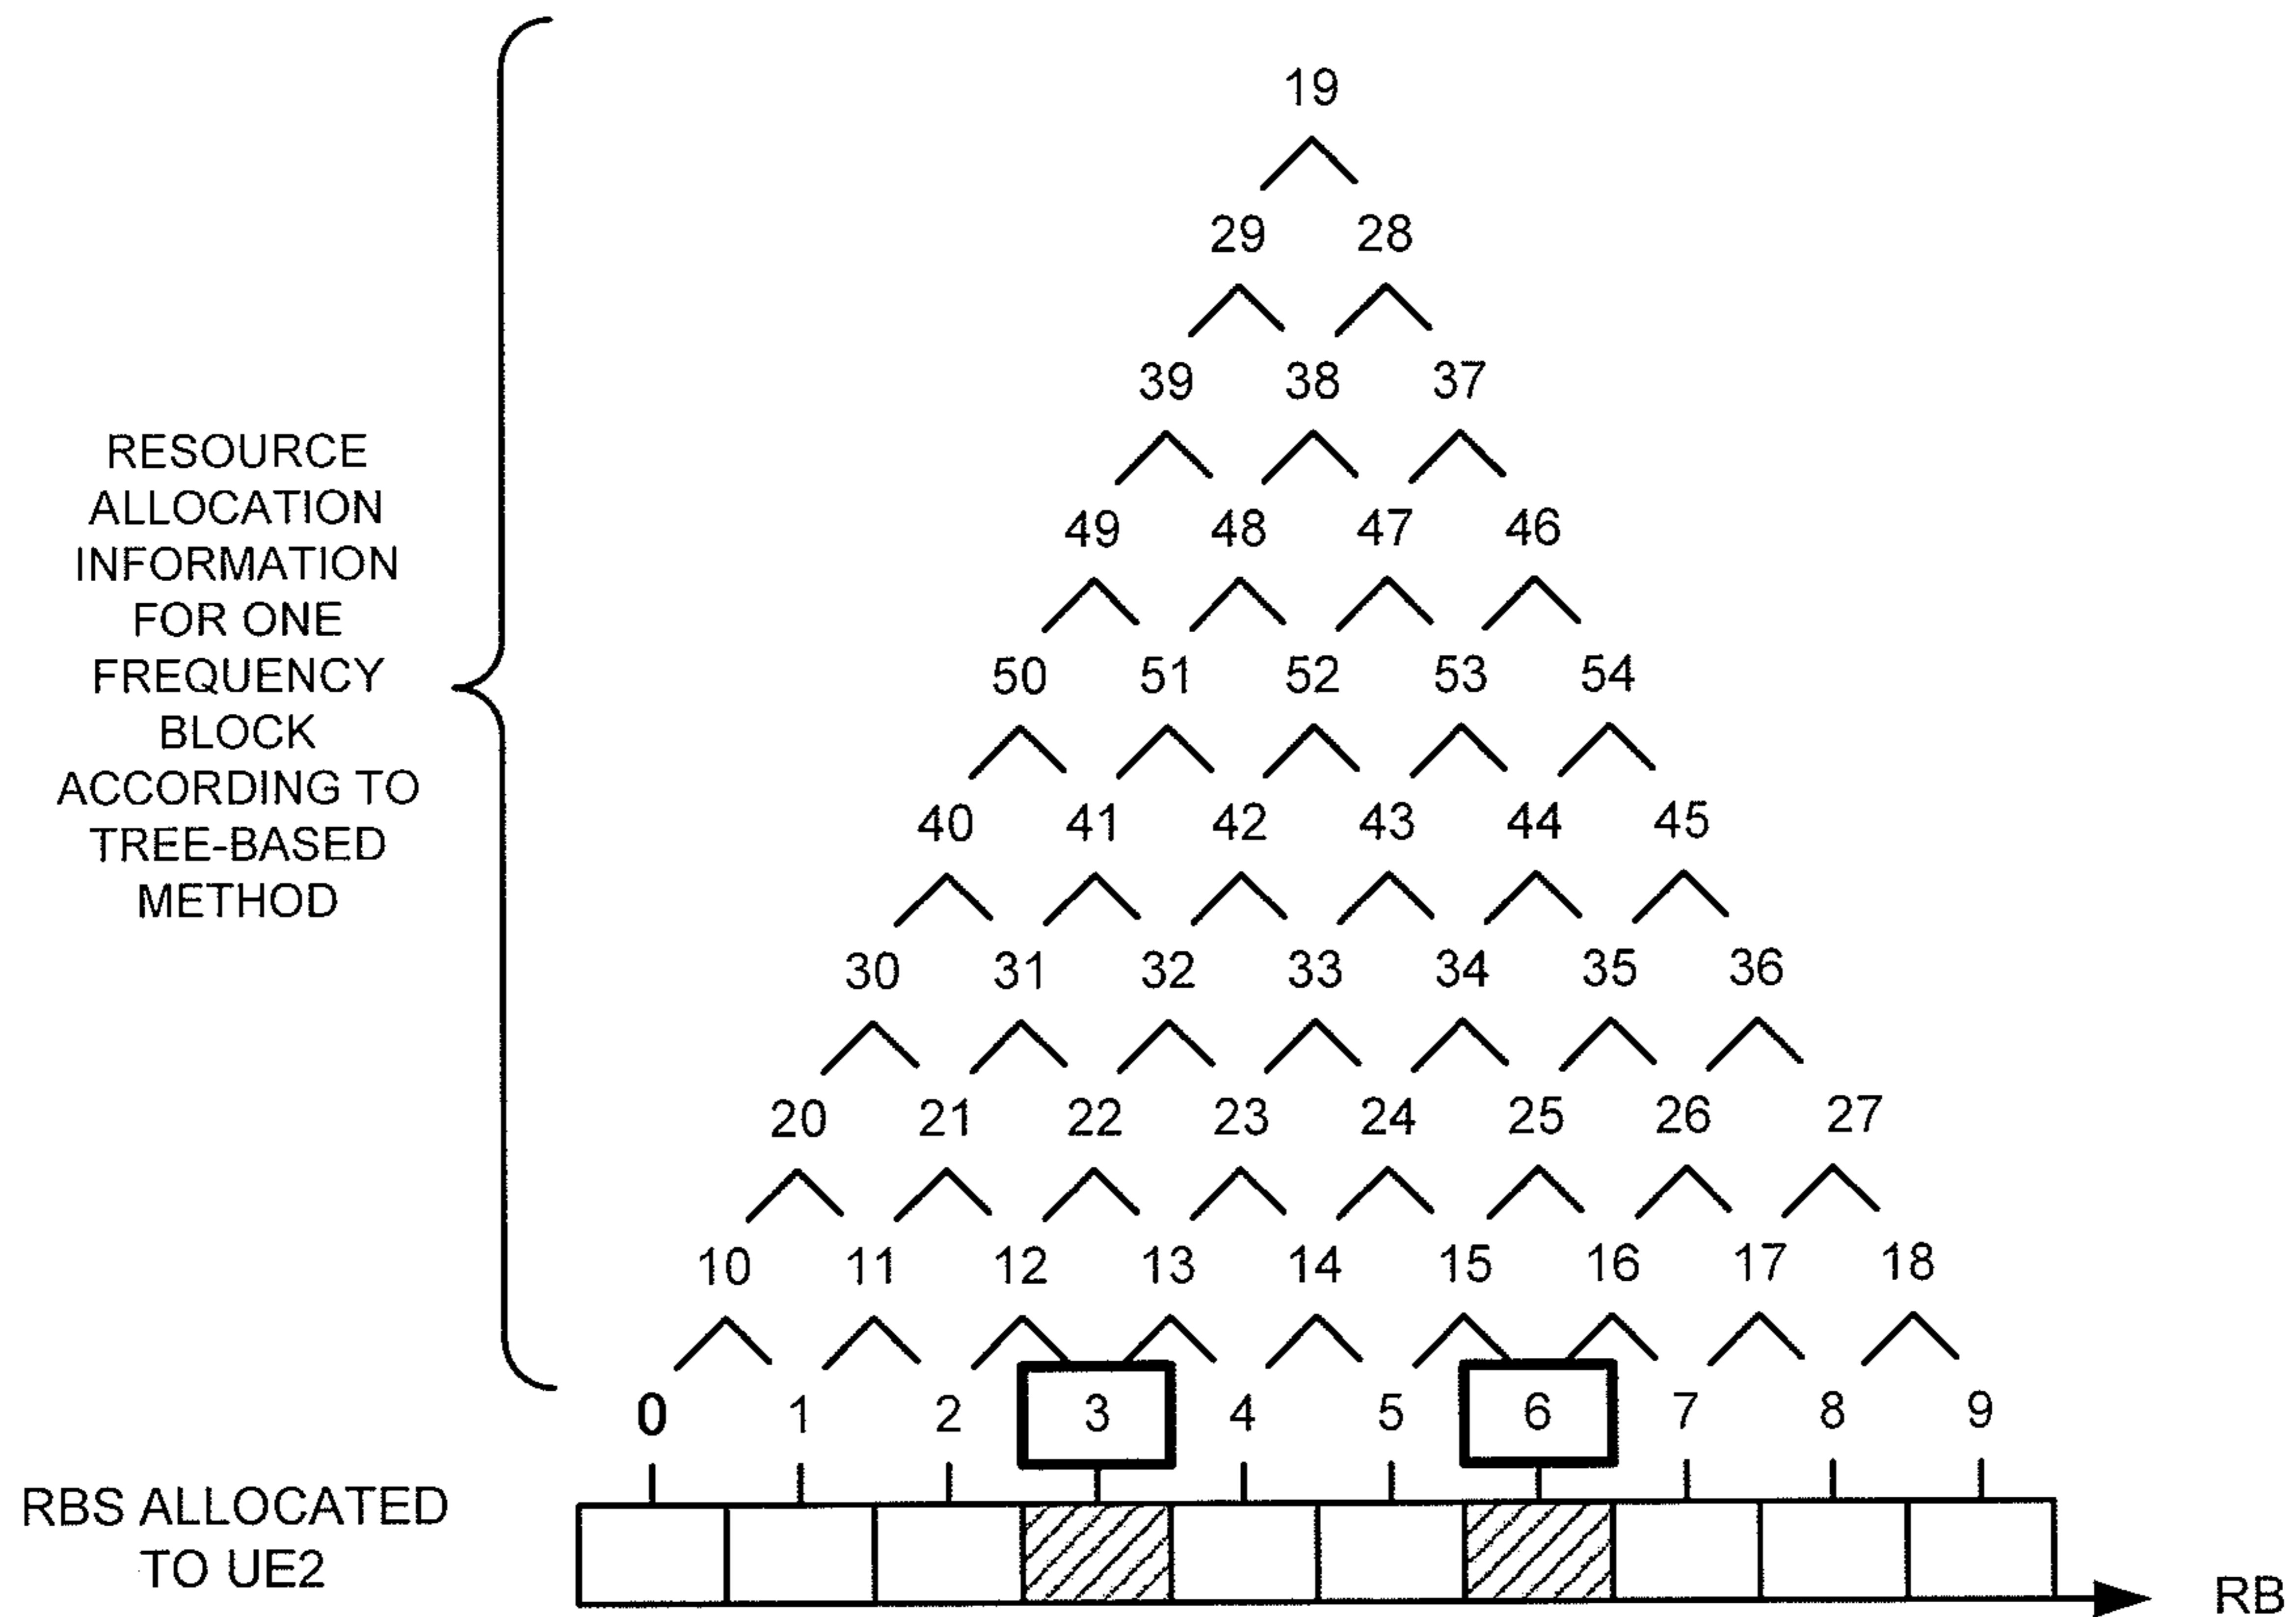 19
29 28
39 38 37
49 48 47 46
50 51 52 53 54
40 41 42 43 44 45
30 31 32 33 34 35 36
20 21 22 23 24 25 26 27
10 11 12 13 14 15 16 17 18
0 1 2 3 4 5 6 7 8 9
RESOURCE
ALLOCATION
INFORMATION
FOR ONE
FREQUENCY
BLOCK
ACCORDING TO
TREE-BASED
METHOD
RBS ALLOCATED
TO UE2
RB